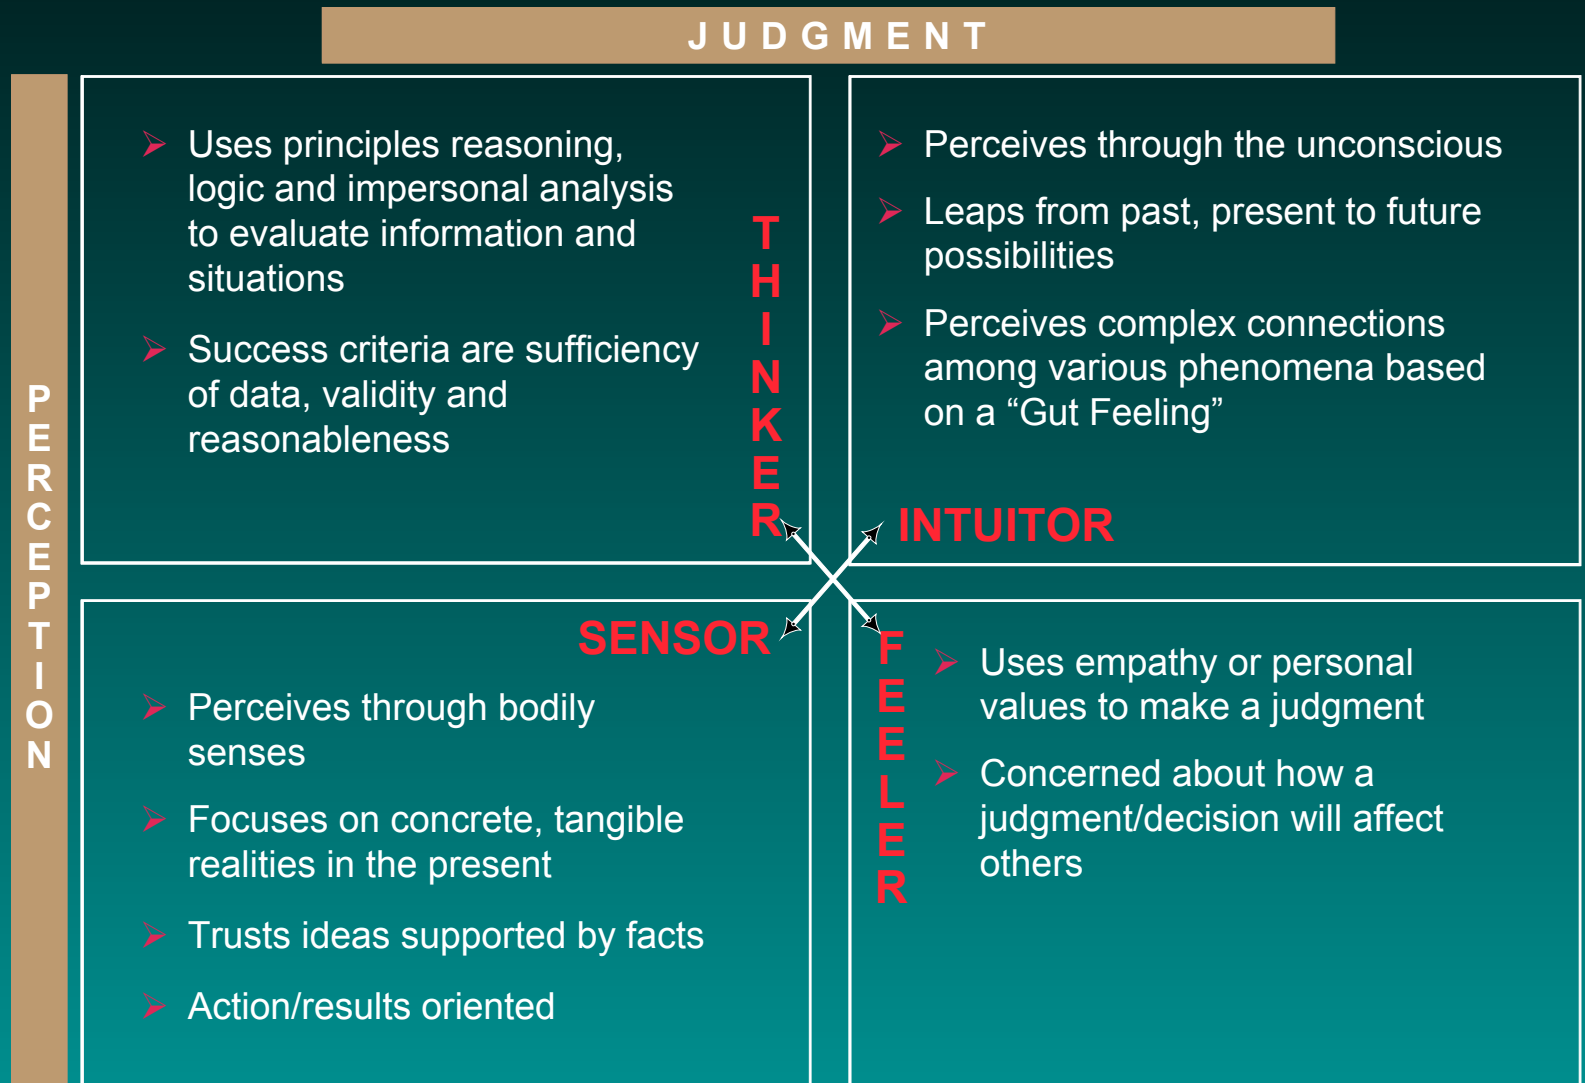 JUDGMENT
PERCEPTION
Uses principles reasoning,
logic and impersonal analysis
to evaluate information and
situations
Success criteria are sufficiency
of data, validity and
reasonableness
THINKER
Perceives through the unconscious
Leaps from past, present to future
possibilities
Perceives complex connections
among various phenomena based
on a “Gut Feeling”
INTUITOR
SENSOR
Perceives through bodily
senses
Focuses on concrete, tangible
realities in the present
Trusts ideas supported by facts
Action/results oriented
FEELER
Uses empathy or personal
values to make a judgment
Concerned about how a
judgment/decision will affect
others